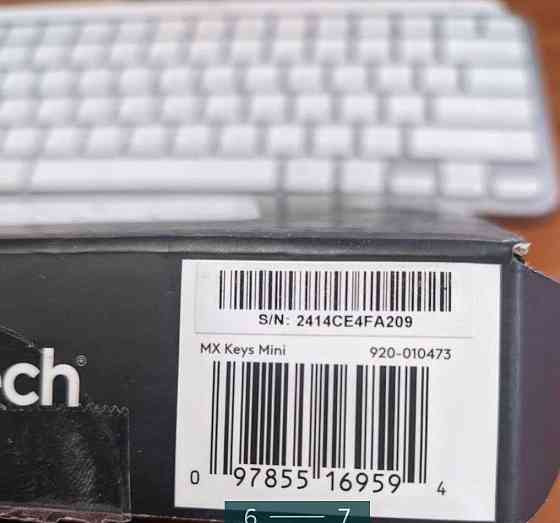 S/N: 2414CE4FA209
MX Keys Mini 920-010473
ech®
0 97855 16959 4
6 7